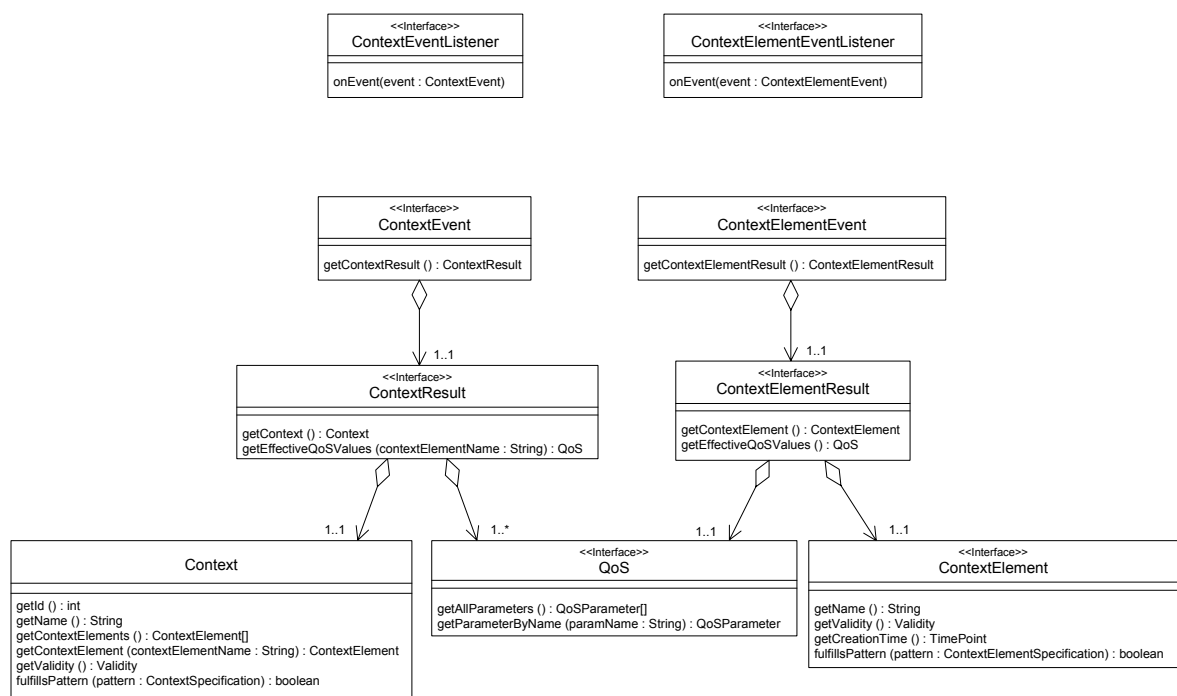 <<Interface>>
ContextEventListener
onEvent(event : ContextEvent)
<<Interface>>
ContextElementEventListener
onEvent(event : ContextElementEvent)
<<Interface>>
ContextEvent
getContextResult () : ContextResult
<<Interface>>
ContextElementEvent
getContextElementResult () : ContextElementResult
1..1
1..1
<<Interface>>
ContextResult
getContext () : Context
getEffectiveQoSValues (contextElementName : String) : QoS
<<Interface>>
ContextElementResult
getContextElement () : ContextElement
getEffectiveQoSValues () : QoS
1..1
1..*
1..1
1..1
Context
getId () : int
getName () : String
getContextElements () : ContextElement[]
getContextElement (contextElementName : String) : ContextElement
getValidity () : Validity
fulfillsPattern (pattern : ContextSpecification) : boolean
<<Interface>>
QoS
getAllParameters () : QoSParameter[]
getParameterByName (paramName : String) : QoSParameter
<<Interface>>
ContextElement
getName () : String
getValidity () : Validity
getCreationTime () : TimePoint
fulfillsPattern (pattern : ContextElementSpecification) : boolean